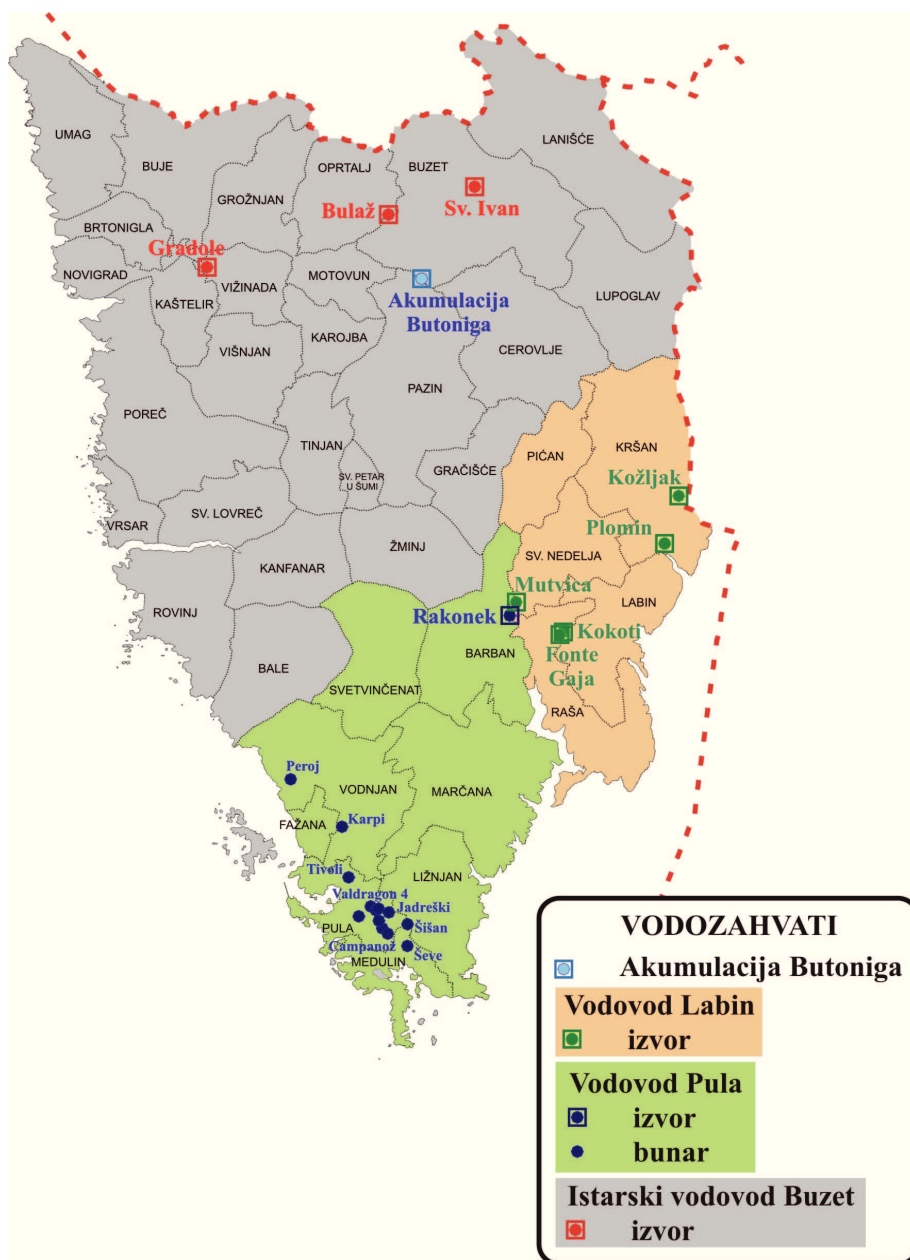 UMAG
BUJE
GROŽNJAN
OPRTALJ
BUZET
LANIŠĆE
Bulaž
Sv. Ivan
BRTONIGLA
Gradole
NOVIGRAD
KAŠTELIR
VIŽINADA
MOTOVUN
Akumulacija
Butoniga
LUPOGLAV
VIŠNJAN
KAROJBA
CEROVLJE
POREČ
PAZIN
TINJAN
SV. PETAR
U ŠUMI
GRAČIŠĆE
PIĆAN
KRŠAN
Kožljak
VRSAR
SV. LOVREČ
ŽMINJ
Plomin
SV. NEDELJA
KANFANAR
Mutvica
LABIN
ROVINJ
Rakonek
Kokoti
BARBAN
Fonte
Gaja
BALE
SVETVINČENAT
RAŠA
Peroj
VODNJAN
MARČANA
FAŽANA
Karpi
Tivoli
LIŽNJAN
Valdragon 4
Jadreški
PULA
Šišan
Campanož
Ševe
MEDULIN
VODOZAHVATI
Akumulacija Butoniga
Vodovod Labin
izvor
Vodovod Pula
izvor
bunar
Istarski vodovod Buzet
izvor